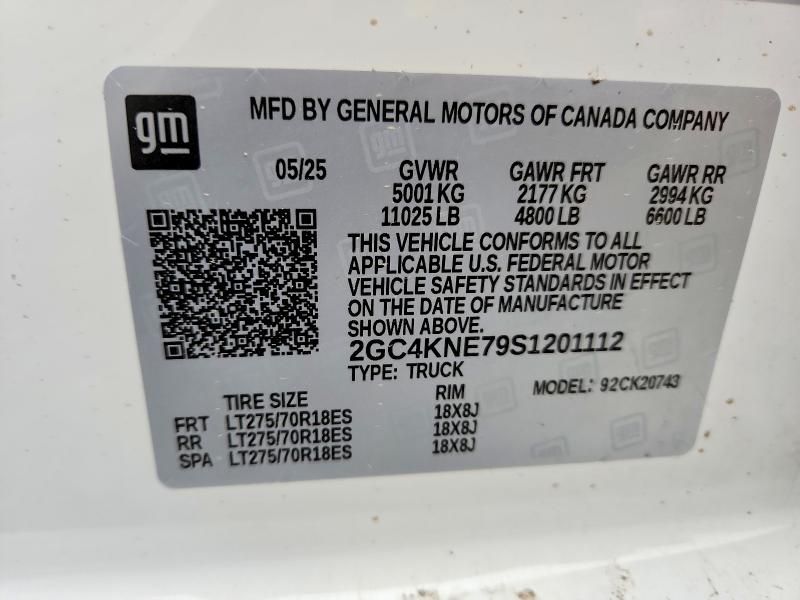 gm
MFD BY GENERAL MOTORS OF CANADA COMPANY
05/25 GVWR GAWR FRT GAWR RR
5001 KG 2177 KG 2994 KG
11025 LB 4800 LB 6600 LB
THIS VEHICLE CONFORMS TO ALL
APPLICABLE U.S. FEDERAL MOTOR
VEHICLE SAFETY STANDARDS IN EFFECT
ON THE DATE OF MANUFACTURE
SHOWN ABOVE.
2GC4KNE79S1201112
TYPE: TRUCK MODEL: 92CK20743
TIRE SIZE RIM
FRT LT275/70R18ES 18X8J
RR LT275/70R18ES 18X8J
SPA LT275/70R18ES 18X8J